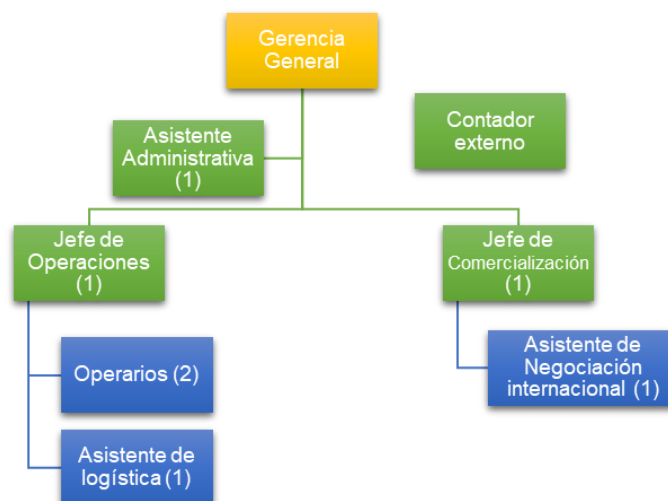 Gerencia
General
Asistente
Administrativa
(1)
Contador
externo
Jefe de
Operaciones
(1)
Jefe de
Comercialización
(1)
Operarios (2)
Asistente de
Negociación
internacional (1)
Asistente de
logística (1)